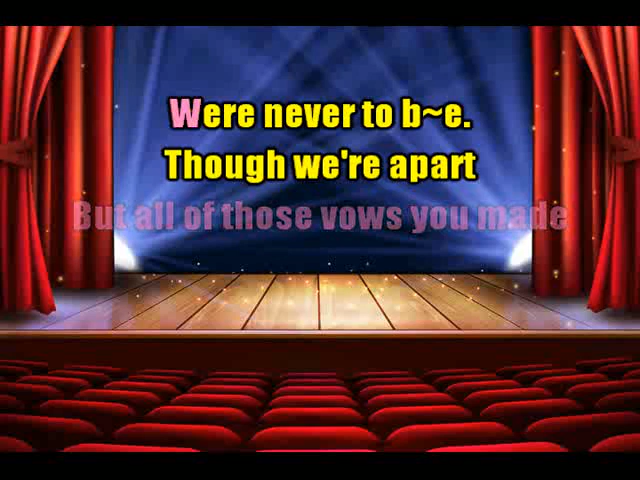 Were never to b~e.
Though we're apart
But all of those vows you made